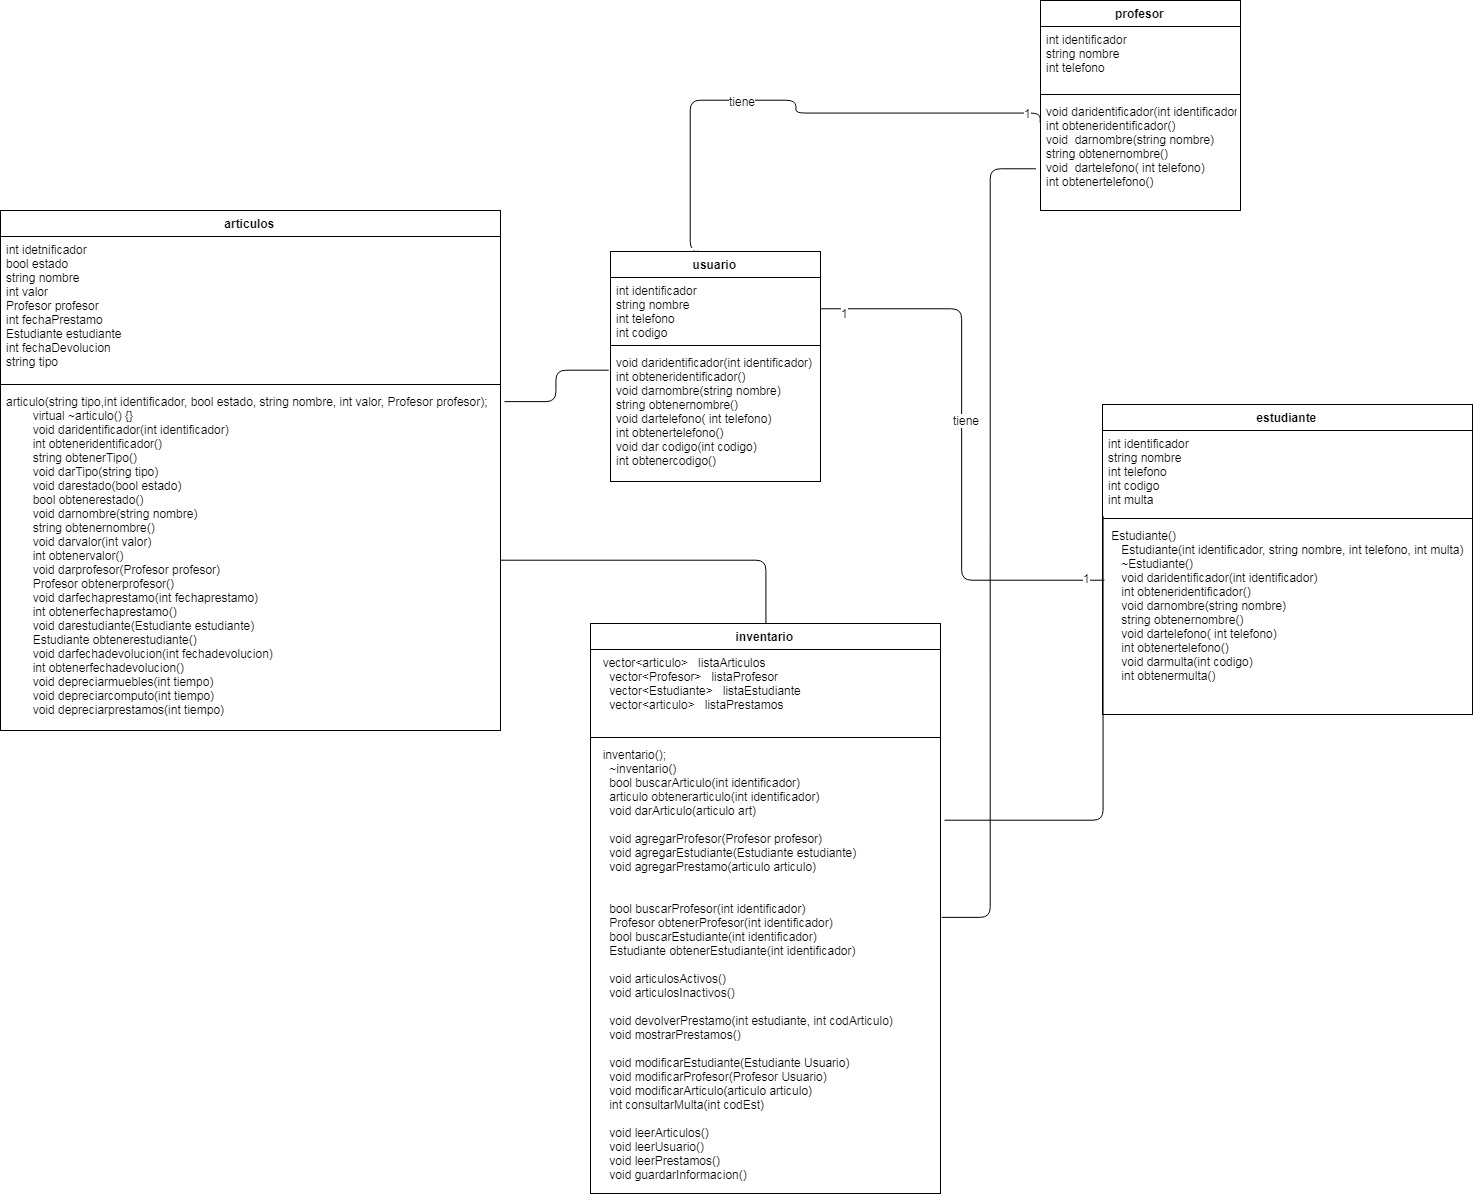 profesor
int identificador
string nombre
int telefono
void daridentificador(int identificador
int obteneridentificador()
void darnombre(string nombre)
string obtenernombre()
void dartelefono( int telefono)
int obtenertelefono()
tiene
1
articulos
int idetnificador
bool estado
string nombre
int valor
Profesor profesor
int fechaPrestamo
Estudiante estudiante
int fechaDevolucion
string tipo
articulo(string tipo,int identificador, bool estado, string nombre, int valor, Profesor profesor);
virtual ~articulo() {}
void daridentificador(int identificador)
int obteneridentificador()
string obtenerTipo()
void darTipo(string tipo)
void darestado(bool estado)
bool obtenerestado()
void darnombre(string nombre)
string obtenernombre()
void darvalor(int valor)
int obtenervalor()
void darprofesor(Profesor profesor)
Profesor obtenerprofesor()
void darfechaprestamo(int fechaprestamo)
int obtenerfechaprestamo()
void darestudiante(Estudiante estudiante)
Estudiante obtenerestudiante()
void darfechadevolucion(int fechadevolucion)
int obtenerfechadevolucion()
void depreciarmuebles(int tiempo)
void depreciarcomputo(int tiempo)
void depreciarprestamos(int tiempo)
usuario
int identificador
string nombre
int telefono
int codigo
void daridentificador(int identificador)
int obteneridentificador()
void darnombre(string nombre)
string obtenernombre()
void dartelefono( int telefono)
int obtenertelefono()
void dar codigo(int codigo)
int obtenercodigo()
1
tiene
1
estudiante
int identificador
string nombre
int telefono
int codigo
int multa
Estudiante()
Estudiante(int identificador, string nombre, int telefono, int multa)
~Estudiante()
void daridentificador(int identificador)
int obteneridentificador()
void darnombre(string nombre)
string obtenernombre()
void dartelefono( int telefono)
int obtenertelefono()
void darmulta(int codigo)
int obtenermulta()
inventario
vector<articulo> listaArticulos
vector<Profesor> listaProfesor
vector<Estudiante> listaEstudiante
vector<articulo> listaPrestamos
inventario();
~inventario()
bool buscarArticulo(int identificador)
articulo obtenerarticulo(int identificador)
void darArticulo(articulo art)
void agregarProfesor(Profesor profesor)
void agregarEstudiante(Estudiante estudiante)
void agregarPrestamo(articulo articulo)
bool buscarProfesor(int identificador)
Profesor obtenerProfesor(int identificador)
bool buscarEstudiante(int identificador)
Estudiante obtenerEstudiante(int identificador)
void articulosActivos()
void articulosInactivos()
void devolverPrestamo(int estudiante, int codArticulo)
void mostrarPrestamos()
void modificarEstudiante(Estudiante Usuario)
void modificarProfesor(Profesor Usuario)
void modificarArticulo(articulo articulo)
int consultarMulta(int codEst)
void leerArticulos()
void leerUsuario()
void leerPrestamos()
void guardarInformacion()